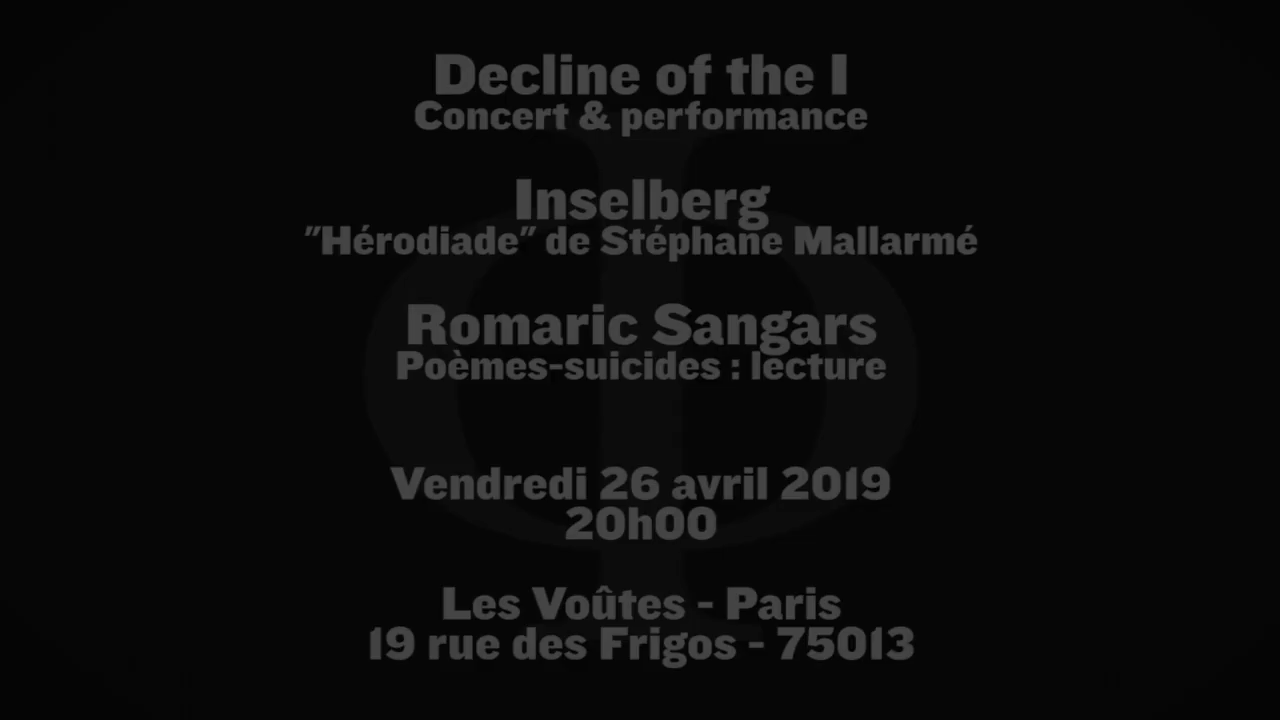 Decline of the I
Concert & performance
Inselberg
"Hérodiade" de Stéphane Mallarmé
Romaric Sangars
Poèmes-suicides : lecture
Vendredi 26 avril 2019
20h00
Les Voûtes - Paris
19 rue des Frigos - 75013